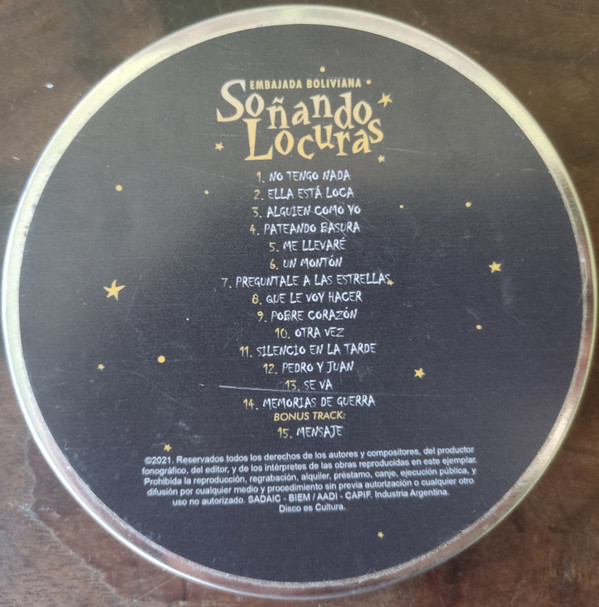 EMBAJADA BOLIVIANA
SOÑANDO
LOCURAS
1. NO TENGO NADA
2. ELLA ESTÁ LOCA
3. ALGUIEN COMO YO
4. PATEANDO BASURA
5. ME LLEVARÉ
6. UN MONTÓN
7. PREGUNTALE A LAS ESTRELLAS
8. QUE LE VOY HACER
9. POBRE CORAZÓN
10. OTRA VEZ
11. SILENCIO EN LA TARDE
12. PEDRO Y JUAN
13. SE VA
14. MEMORIAS DE GUERRA
BONUS TRACK:
15. MENSAJE
©2021. Reservados todos los derechos de los autores y compositores, del productor
fonográfico, del editor, y de los intérpretes de las obras reproducidas en este ejemplar.
Prohibida la reproducción, regrabación, alquiler, préstamo, canje, ejecución pública, y
difusión por cualquier medio y procedimiento sin previa autorización o cualquier otro
uso no autorizado. SADAIC - BIEM / AADI - CAPIF. Industria Argentina.
Disco es Cultura.